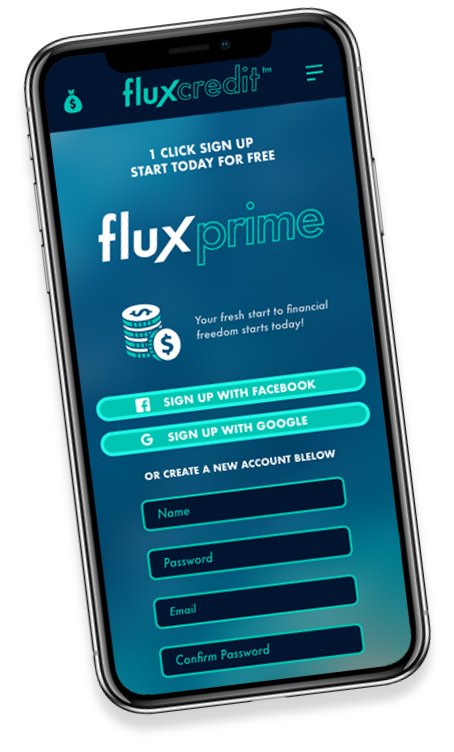 fluxcredit™
1 CLICK SIGN UP
START TODAY FOR FREE
fluxprime
$
$
Your fresh start to financial
freedom starts today!
SIGN UP WITH FACEBOOK
G SIGN UP WITH GOOGLE
OR CREATE A NEW ACCOUNT BLELOW
Name
Password
Email
Confirm Password